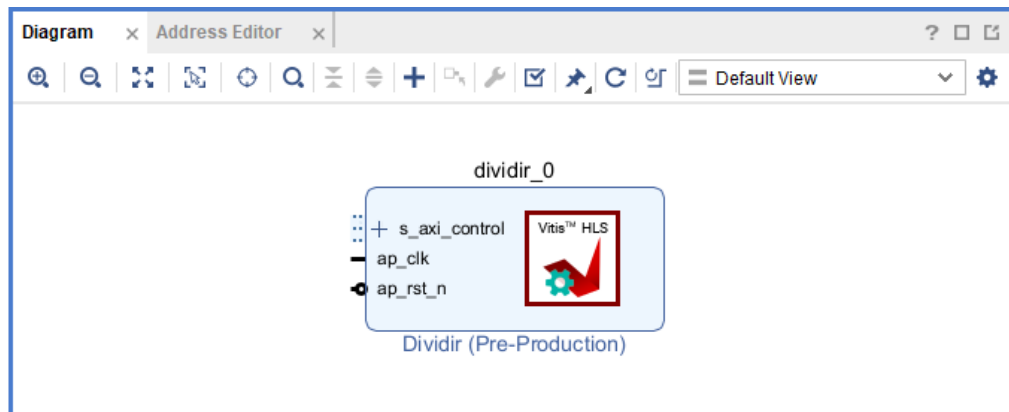 Diagram × Address Editor ×
? 
Default View
dividir_0
s_axi_control
Vitis™ HLS
ap_clk
ap_rst_n
Dividir (Pre-Production)